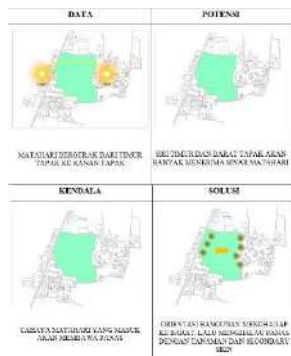 DATA
POTENSI
MATAHARI BERGERAK DARI TIMUR
TAPAK KE KANAN TAPAK
SISI TIMUR DAN BARAT TAPAK AKAN
BANYAK MENERIMA SINAR MATAHARI
KENDALA
SOLUSI
CAHAYA MATAHARI YANG MASUK
AKAN MEMBAWA PANAS
ORIENTASI BANGUNAN MENGHADAP
KE BARAT, LALU MENGHALAU PANAS
DENGAN TANAMAN DAN SECONDARY
SKIN